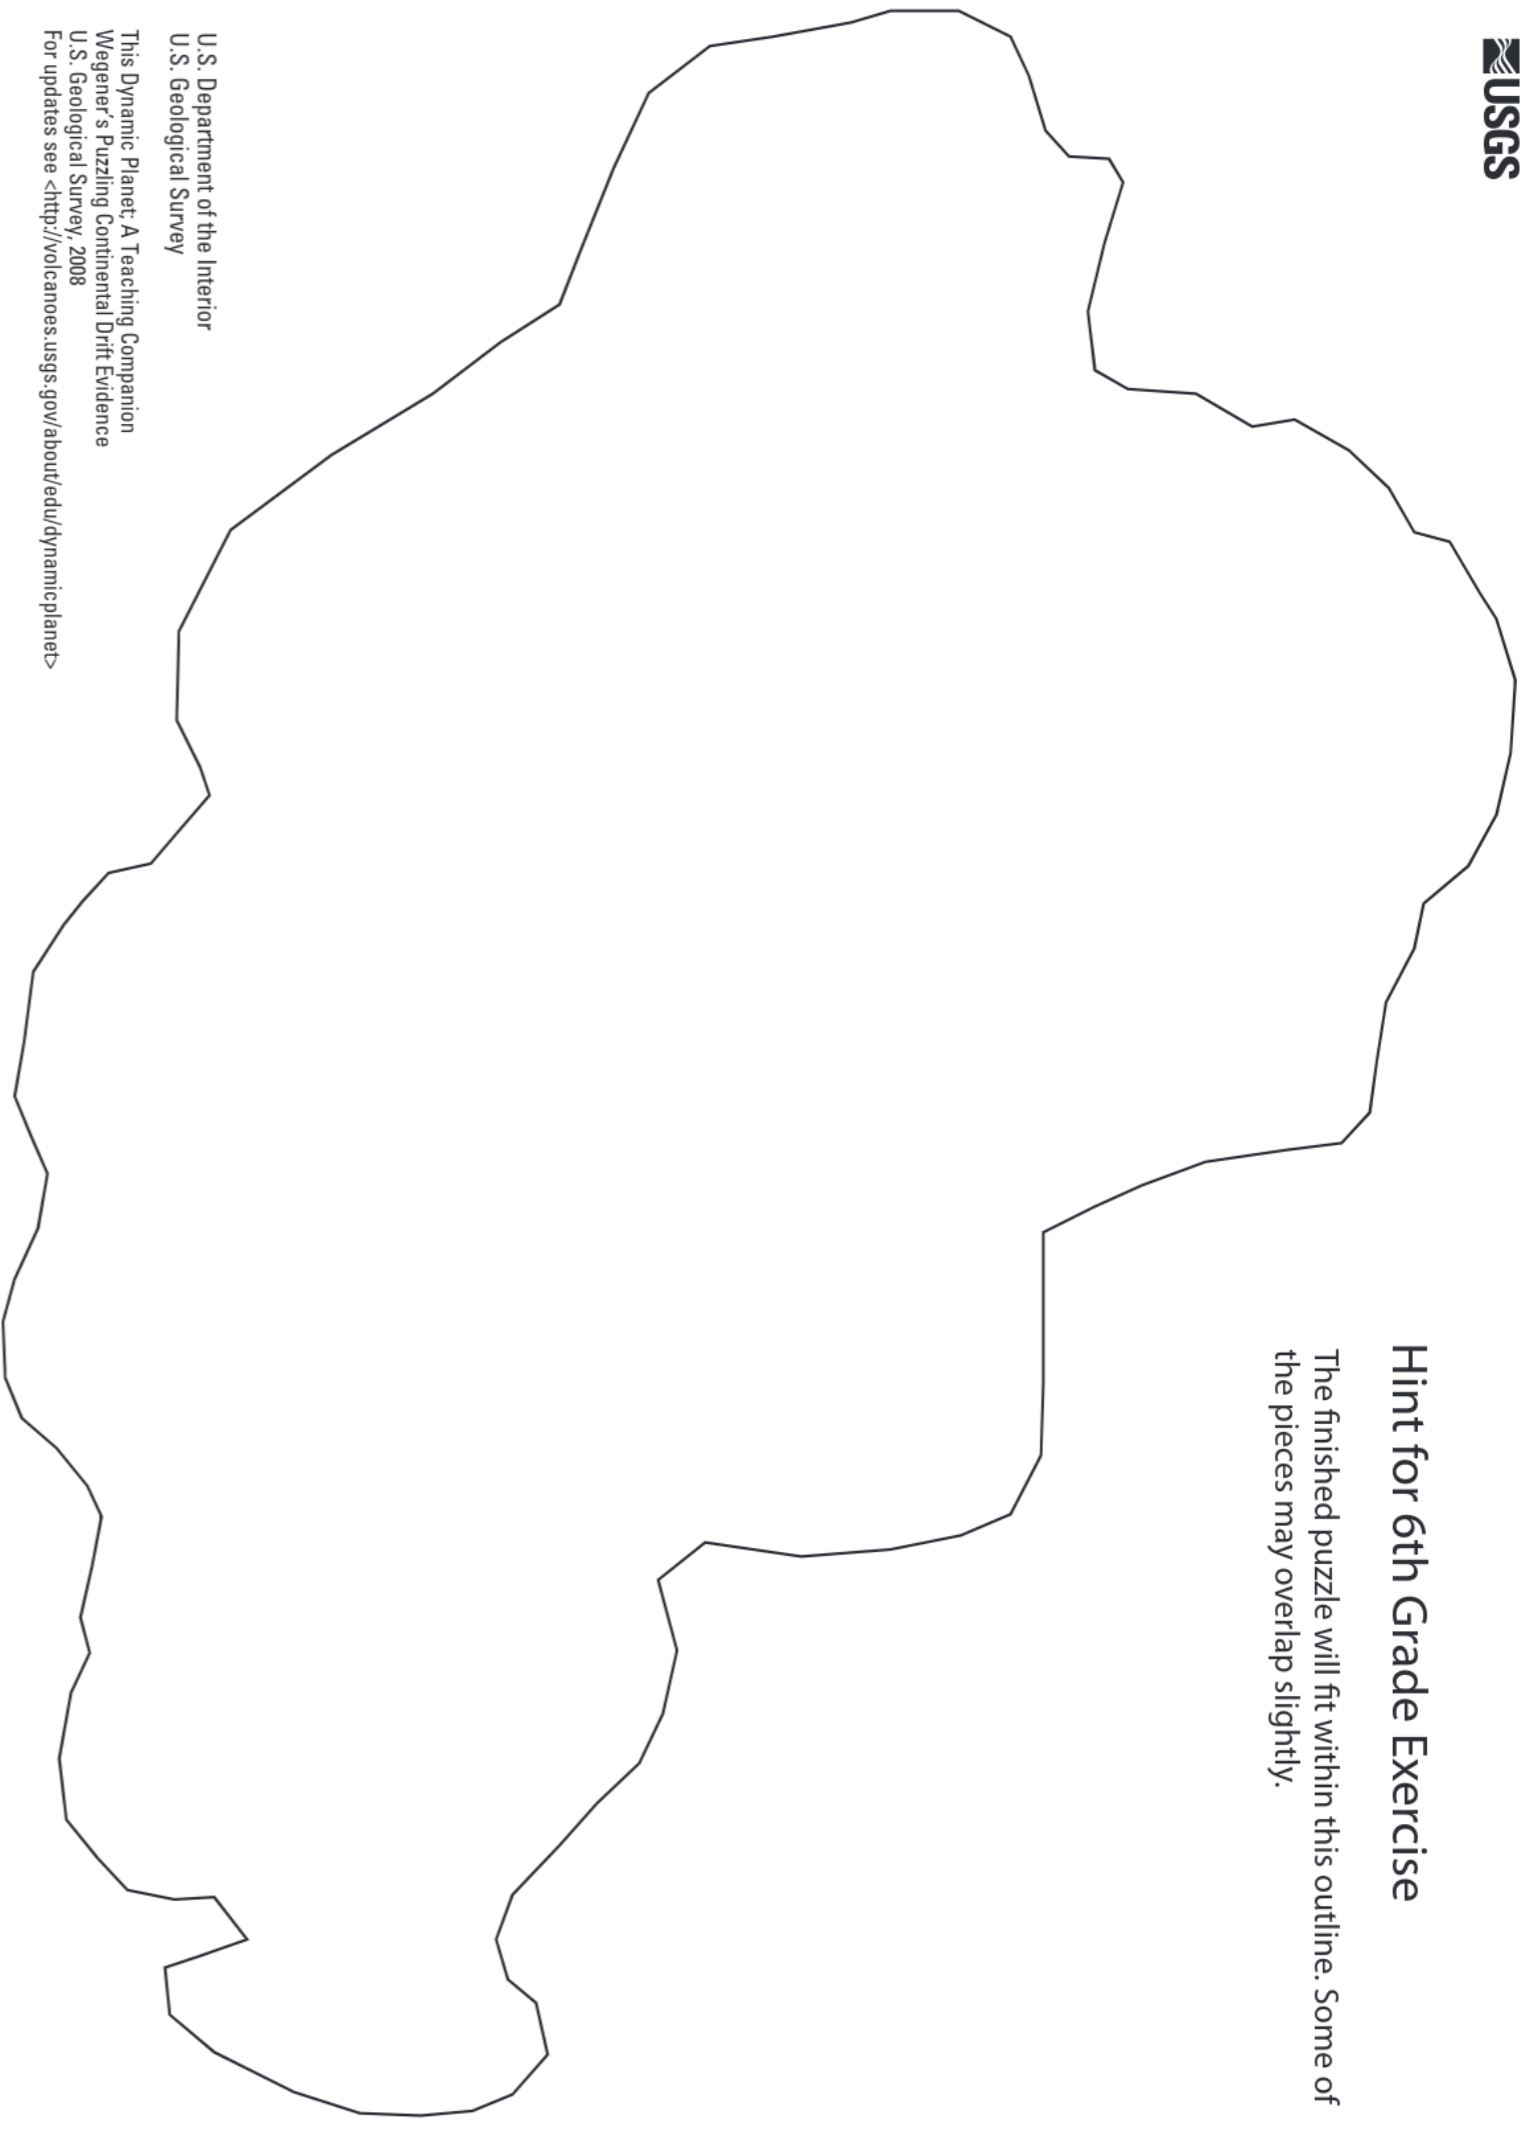 USGS
Hint for 6th Grade Exercise
The finished puzzle will fit within this outline. Some of
the pieces may overlap slightly.
U.S. Department of the Interior
U.S. Geological Survey
This Dynamic Planet; A Teaching Companion
Wegener's Puzzling Continental Drift Evidence
U.S. Geological Survey, 2008
For updates see <http://volcanoes.usgs.gov/about/edu/dynamicplanet>